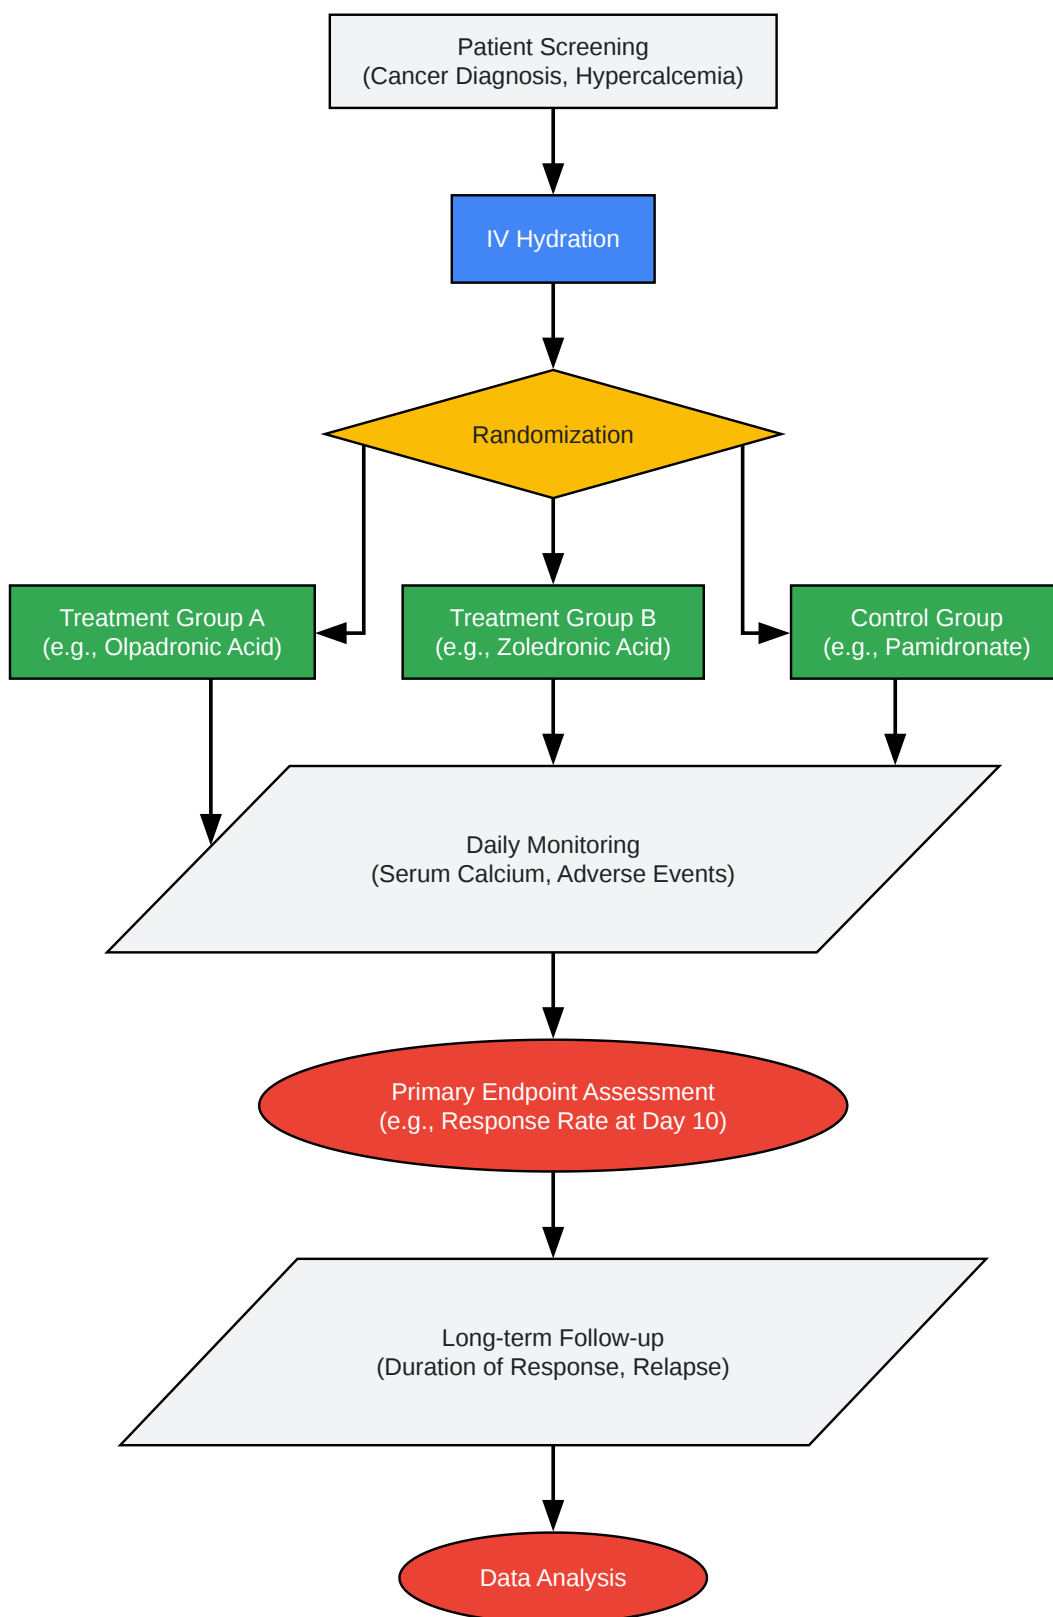 Patient Screening
(Cancer Diagnosis, Hypercalcemia)
IV Hydration
Randomization
Treatment Group A
(e.g., Olpadronic Acid)
Treatment Group B
(e.g., Zoledronic Acid)
Control Group
(e.g., Pamidronate)
Daily Monitoring
(Serum Calcium, Adverse Events)
Primary Endpoint Assessment
(e.g., Response Rate at Day 10)
Long-term Follow-up
(Duration of Response, Relapse)
Data Analysis